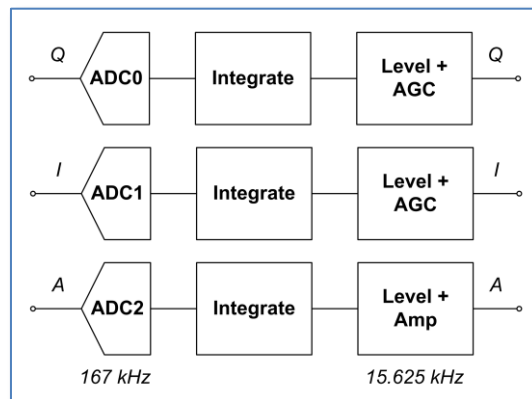 Q
ADC0
Integrate
Level +
AGC
Q
I
ADC1
Integrate
Level +
AGC
I
A
ADC2
Integrate
Level +
Amp
A
167 kHz
15.625 kHz